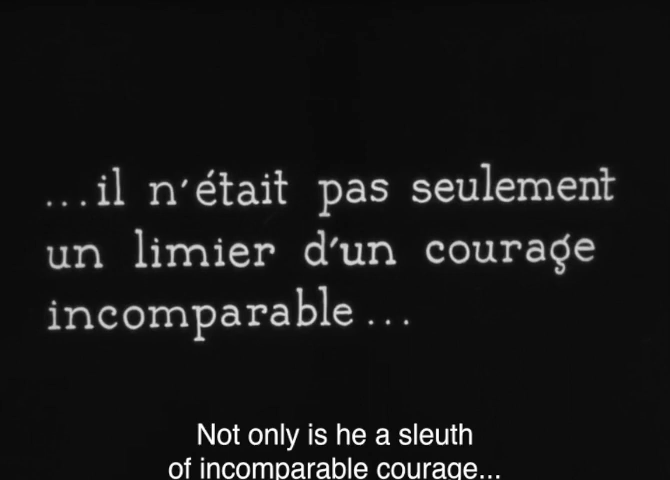 ...il n'était pas seulement
un limier d'un courage
incomparable...
Not only is he a sleuth
of incomparable courage...